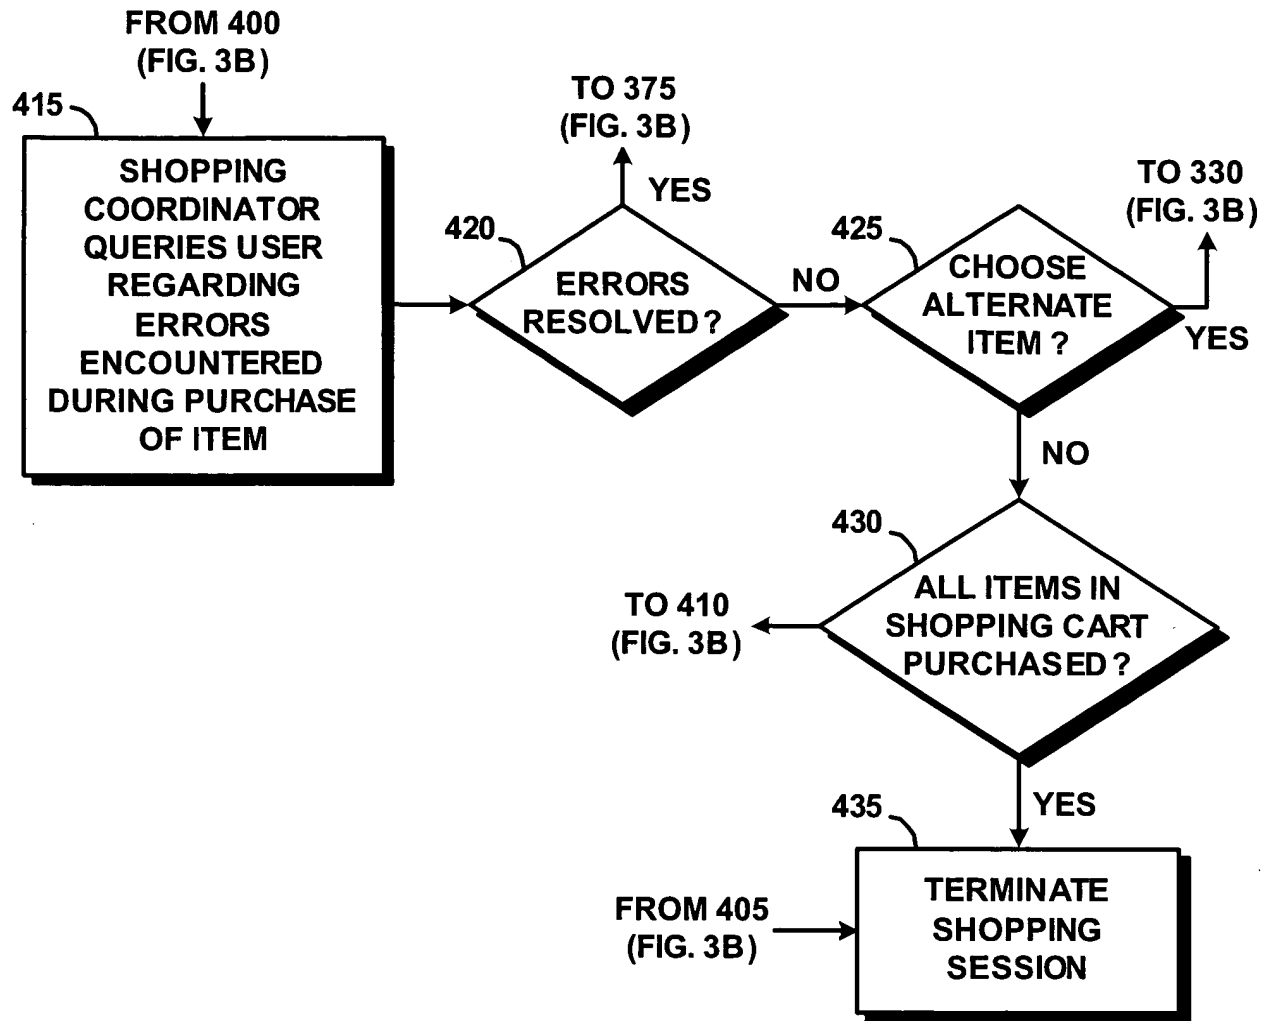 FROM 400
(FIG. 3B)
415
SHOPPING
COORDINATOR
QUERIES USER
REGARDING
ERRORS
ENCOUNTERED
DURING PURCHASE
OF ITEM
TO 375
(FIG. 3B)
YES
420
ERRORS
RESOLVED?
NO
TO 330
(FIG. 3B)
425
CHOOSE
ALTERNATE
ITEM ?
YES
NO
430
ALL ITEMS IN
SHOPPING CART
PURCHASED ?
TO 410
(FIG. 3B)
YES
435
TERMINATE
SHOPPING
SESSION
FROM 405
(FIG. 3B)